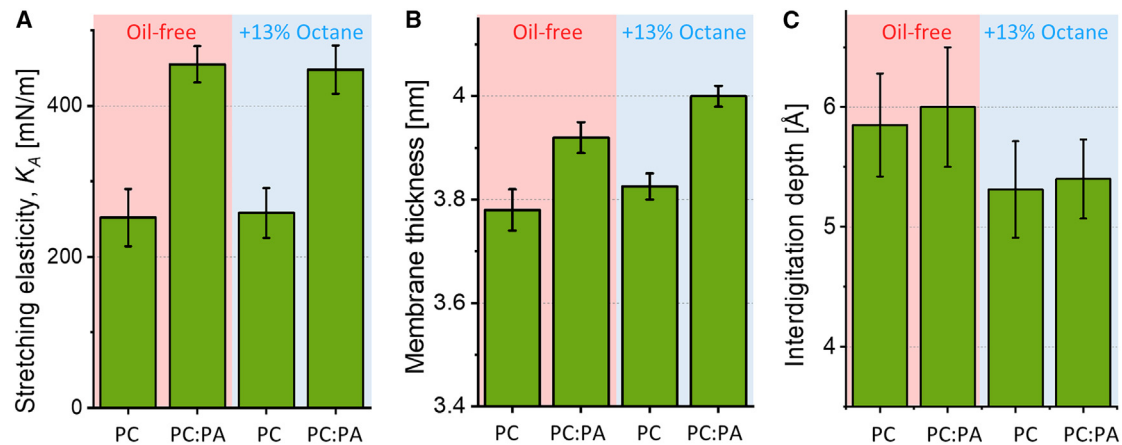 A
Oil-free +13% Octane
Stretching elasticity, K_A [mN/m]
400
200
0
PC PC:PA PC PC:PA
B
Oil-free +13% Octane
Membrane thickness [nm]
4
3.8
3.6
3.4
PC PC:PA PC PC:PA
C
Oil-free +13% Octane
Interdigitation depth [Å]
6
5
4
PC PC:PA PC PC:PA